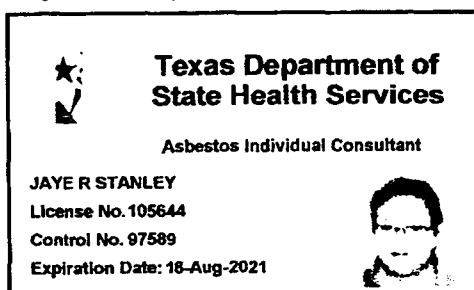 Texas Department of
State Health Services
Asbestos Individual Consultant
JAYE R STANLEY
License No. 105644
Control No. 97589
Expiration Date: 18-Aug-2021